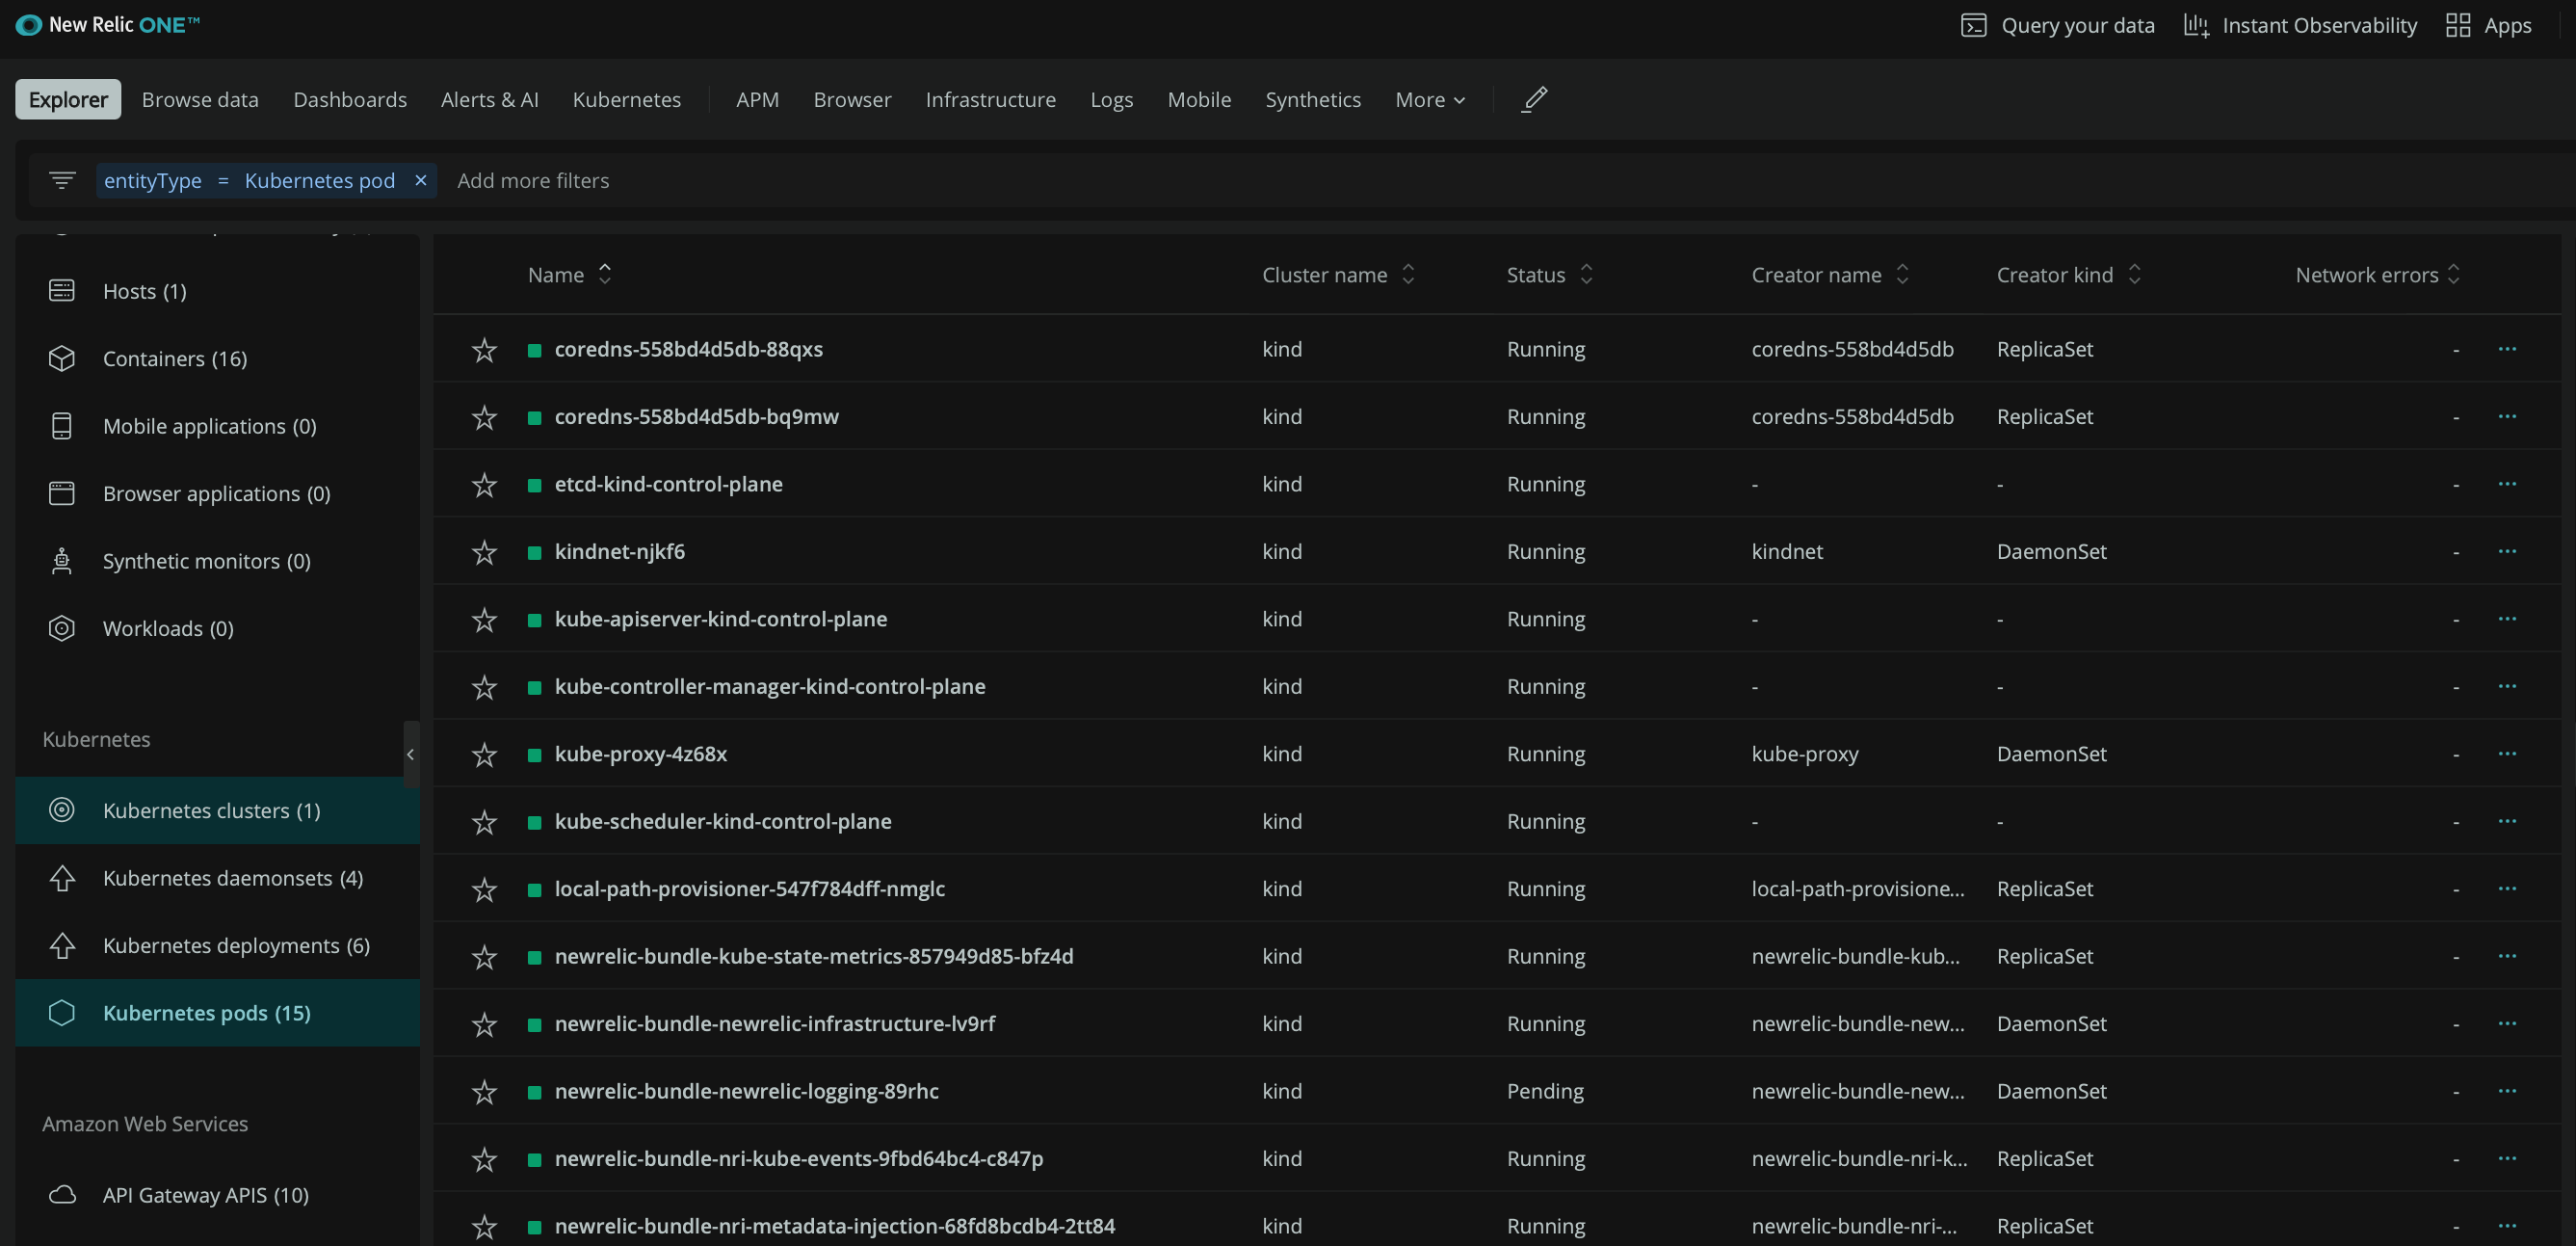 New Relic ONE™
Query your data Instant Observability Apps
Explorer Browse data Dashboards Alerts & AI Kubernetes APM Browser Infrastructure Logs Mobile Synthetics More
entityType = Kubernetes pod × Add more filters
Hosts (1)
Containers (16)
Mobile applications (0)
Browser applications (0)
Synthetic monitors (0)
Workloads (0)
Kubernetes
Kubernetes clusters (1)
Kubernetes daemonsets (4)
Kubernetes deployments (6)
Kubernetes pods (15)
Amazon Web Services
API Gateway APIS (10)
Name Cluster name Status Creator name Creator kind Network errors
coredns-558bd4d5db-88qxs kind Running coredns-558bd4d5db ReplicaSet - ...
coredns-558bd4d5db-bq9mw kind Running coredns-558bd4d5db ReplicaSet - ...
etcd-kind-control-plane kind Running - - - ...
kindnet-njkf6 kind Running kindnet DaemonSet - ...
kube-apiserver-kind-control-plane kind Running - - - ...
kube-controller-manager-kind-control-plane kind Running - - - ...
kube-proxy-4z68x kind Running kube-proxy DaemonSet - ...
kube-scheduler-kind-control-plane kind Running - - - ...
local-path-provisioner-547f784dff-nmglc kind Running local-path-provisione... ReplicaSet - ...
newrelic-bundle-kube-state-metrics-857949d85-bfz4d kind Running newrelic-bundle-kub... ReplicaSet - ...
newrelic-bundle-newrelic-infrastructure-lv9rf kind Running newrelic-bundle-new... DaemonSet - ...
newrelic-bundle-newrelic-logging-89rhc kind Pending newrelic-bundle-new... DaemonSet - ...
newrelic-bundle-nri-kube-events-9fbd64bc4-c847p kind Running newrelic-bundle-nri-k... ReplicaSet - ...
newrelic-bundle-nri-metadata-injection-68fd8bcdb4-2tt84 kind Running newrelic-bundle-nri-... ReplicaSet - ...